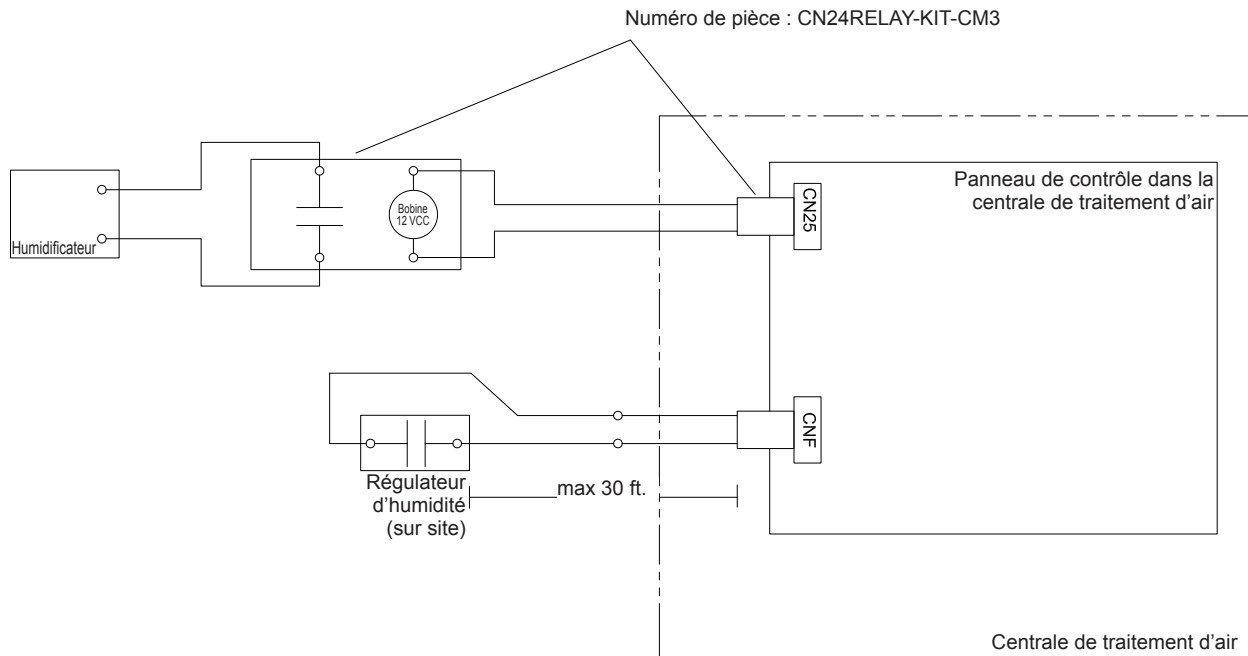 Numéro de pièce : CN24RELAY-KIT-CM3
Panneau de contrôle dans la
centrale de traitement d'air
CN25
Bobine
12 VCC
Humidificateur
CNF
Régulateur
d'humidité
(sur site)
max 30 ft.
Centrale de traitement d'air